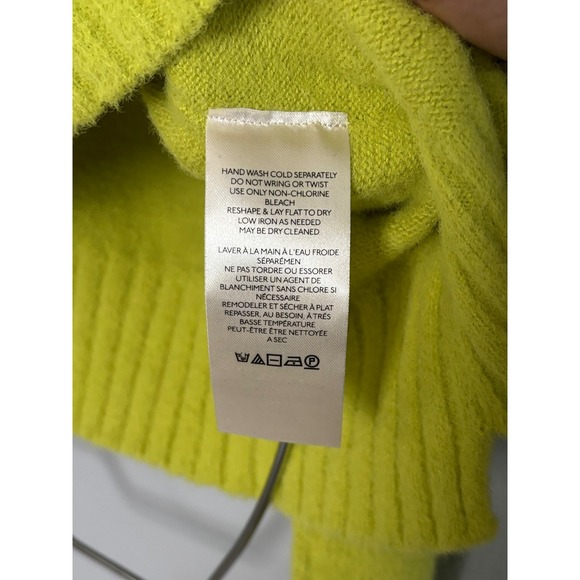 HAND WASH COLD SEPARATELY
DO NOT WRING OR TWIST
USE ONLY NON-CHLORINE
BLEACH
RESHAPE & LAY FLAT TO DRY
LOW IRON AS NEEDED
MAY BE DRY CLEANED
LAVER À LA MAIN À L'EAU FROIDE
SÉPARÉMEN
NE PAS TORDRE OU ESSORER
UTILISER UN AGENT DE
BLANCHIMENT SANS CHLORE SI
NÉCESSAIRE
REMODELER ET SÉCHER À PLAT
REPASSER, AU BESOIN, À TRÈS
BASSE TEMPÉRATURE
PEUT-ÊTRE ÊTRE NETTOYÉE
A SEC
P